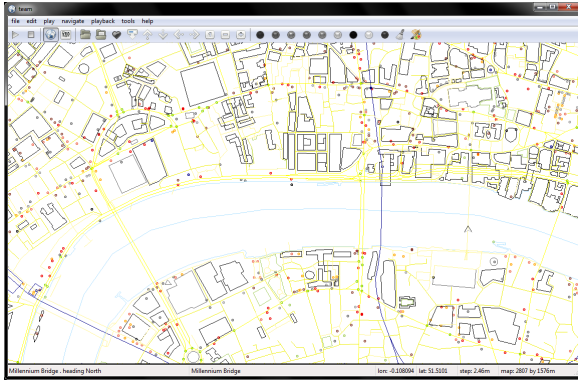 team
file edit play navigate playback tools help
Millennium Bridge . heading North Millennium Bridge lon: -0.108094 lat: 51.5101 step: 2.46m map: 2807 by 1576m